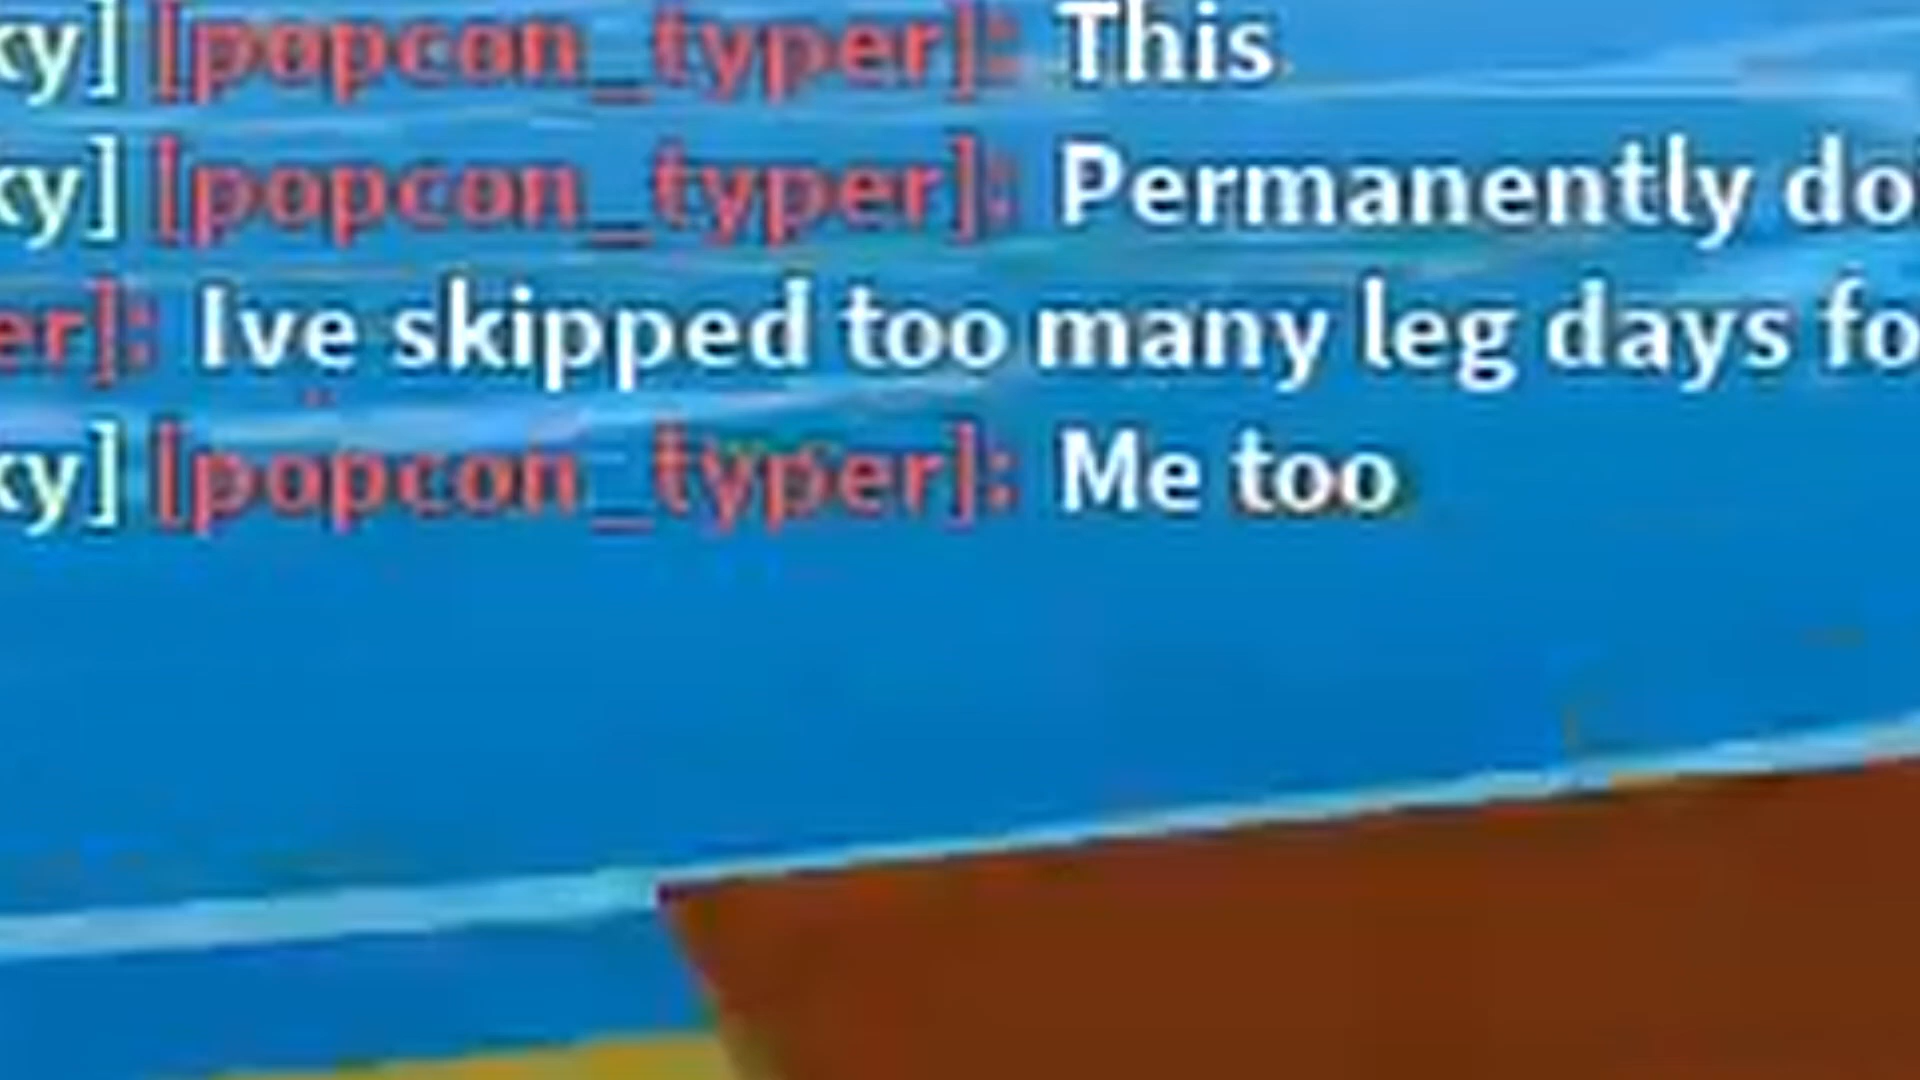 ky] [popcon_typer]: This
ky] [popcon_typer]: Permanently do
er]: Ive skipped too many leg days fo
ky] [popcon_typer]: Me too